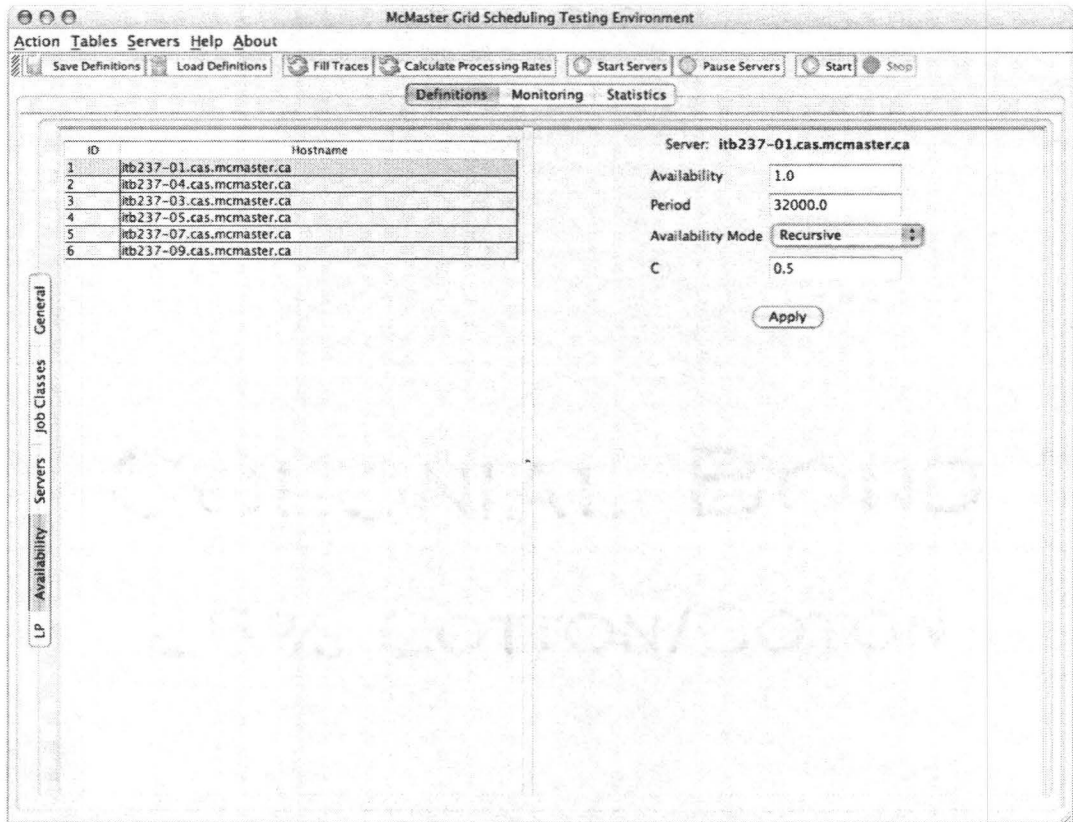 McMaster Grid Scheduling Testing Environment
Action Tables Servers Help About
Save Definitions Load Definitions Fill Traces Calculate Processing Rates Start Servers Pause Servers Start Stop
Definitions Monitoring Statistics
ID Hostname
1 itb237-01.cas.mcmaster.ca
2 itb237-04.cas.mcmaster.ca
3 itb237-03.cas.mcmaster.ca
4 itb237-05.cas.mcmaster.ca
5 itb237-07.cas.mcmaster.ca
6 itb237-09.cas.mcmaster.ca
Server: itb237-01.cas.mcmaster.ca
Availability 1.0
Period 32000.0
Availability Mode Recursive
C 0.5
Apply
General
Job Classes
Servers
Availability
LP